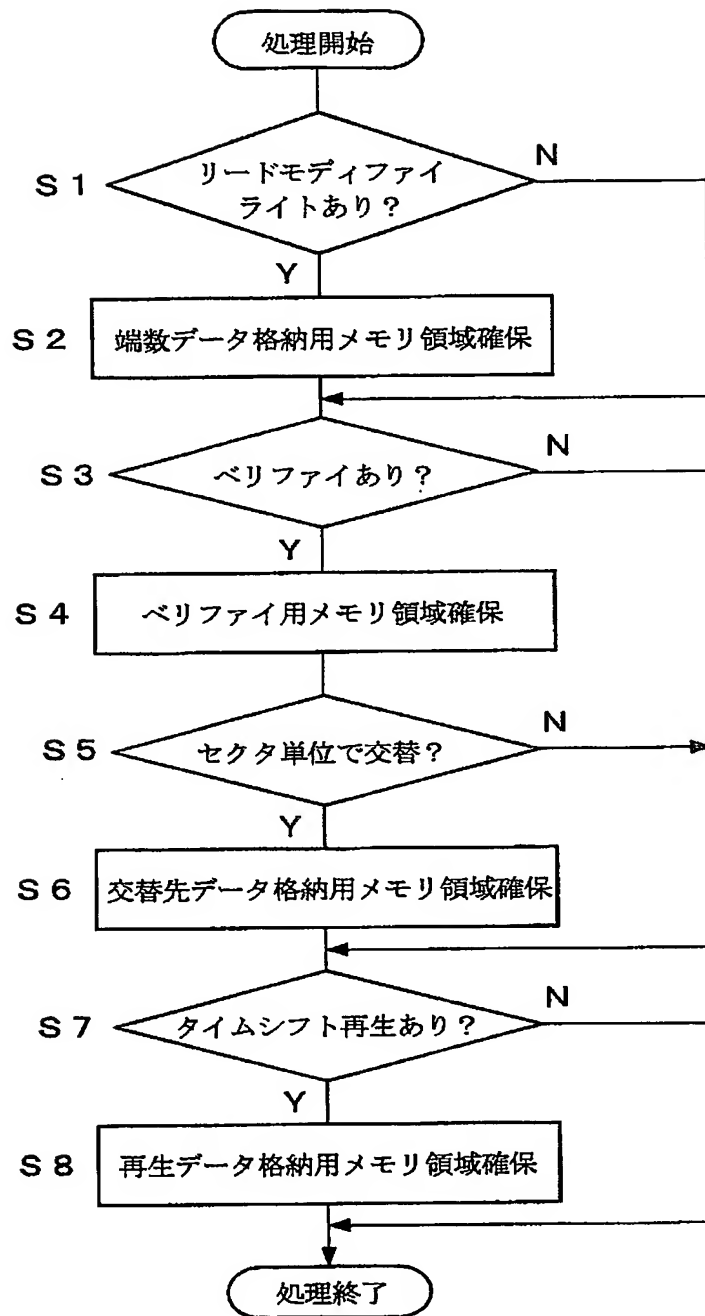 処理開始
S1
リードモディファイ
ライトあり?
N
Y
S2
端数データ格納用メモリ領域確保
S3
ベリファイあり?
N
Y
S4
ベリファイ用メモリ領域確保
S5
セクタ単位で交替?
N
Y
S6
交替先データ格納用メモリ領域確保
S7
タイムシフト再生あり?
N
Y
S8
再生データ格納用メモリ領域確保
処理終了